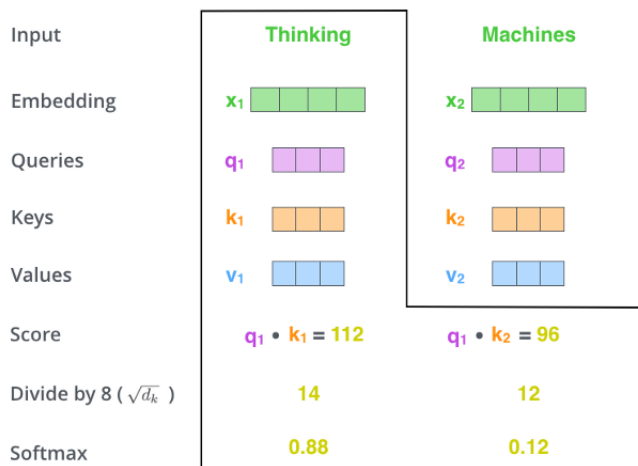 Input Thinking Machines
Embedding x₁ x₂
Queries q₁ q₂
Keys k₁ k₂
Values v₁ v₂
Score q₁ • k₁ = 112 q₁ • k₂ = 96
Divide by 8 ( √dₖ ) 14 12
Softmax 0.88 0.12